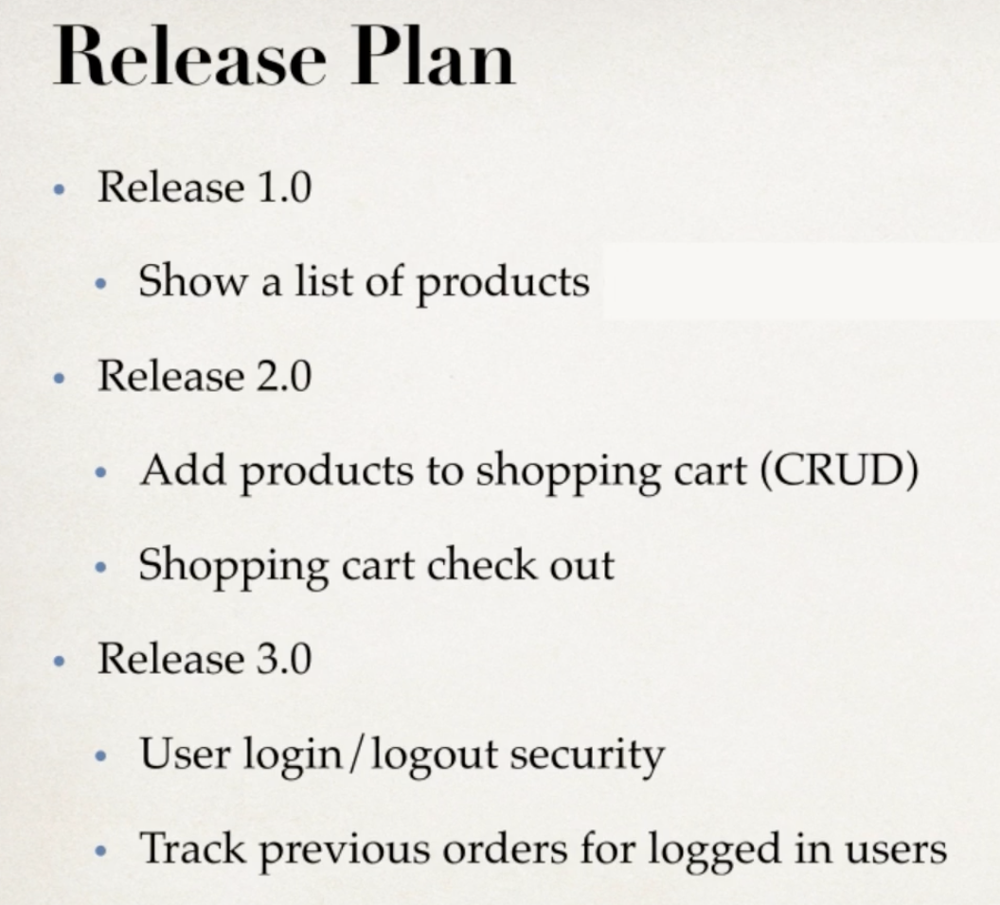 Release Plan
• Release 1.0
• Show a list of products
• Release 2.0
• Add products to shopping cart (CRUD)
• Shopping cart check out
• Release 3.0
• User login/logout security
• Track previous orders for logged in users